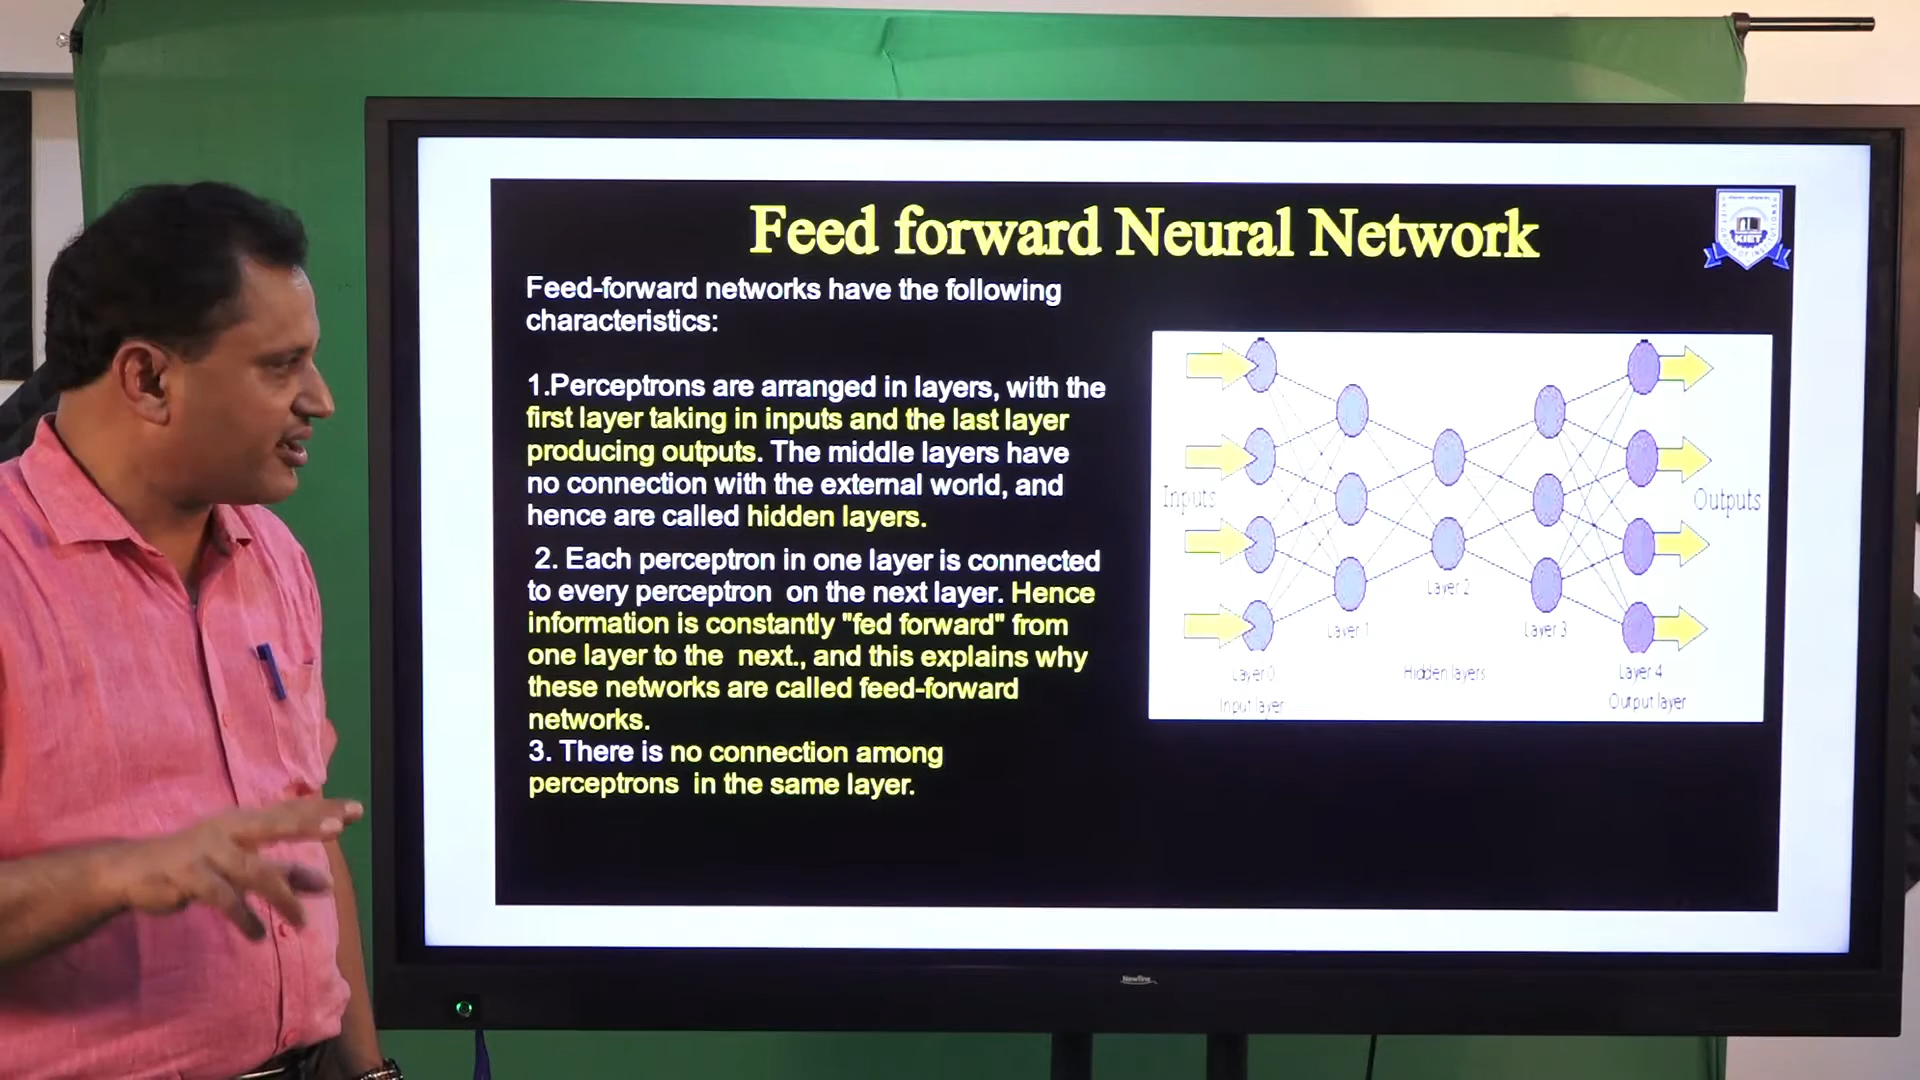 Feed forward Neural Network
KIET
Feed-forward networks have the following
characteristics:
1.Perceptrons are arranged in layers, with the
first layer taking in inputs and the last layer
producing outputs. The middle layers have
no connection with the external world, and
hence are called hidden layers.
2. Each perceptron in one layer is connected
to every perceptron on the next layer. Hence
information is constantly "fed forward" from
one layer to the next., and this explains why
these networks are called feed-forward
networks.
3. There is no connection among
perceptrons in the same layer.
Inputs
Outputs
Layer 0
Layer 1
Layer 2
Layer 3
Layer 4
Input layer
Hidden layers
Output layer
Newline